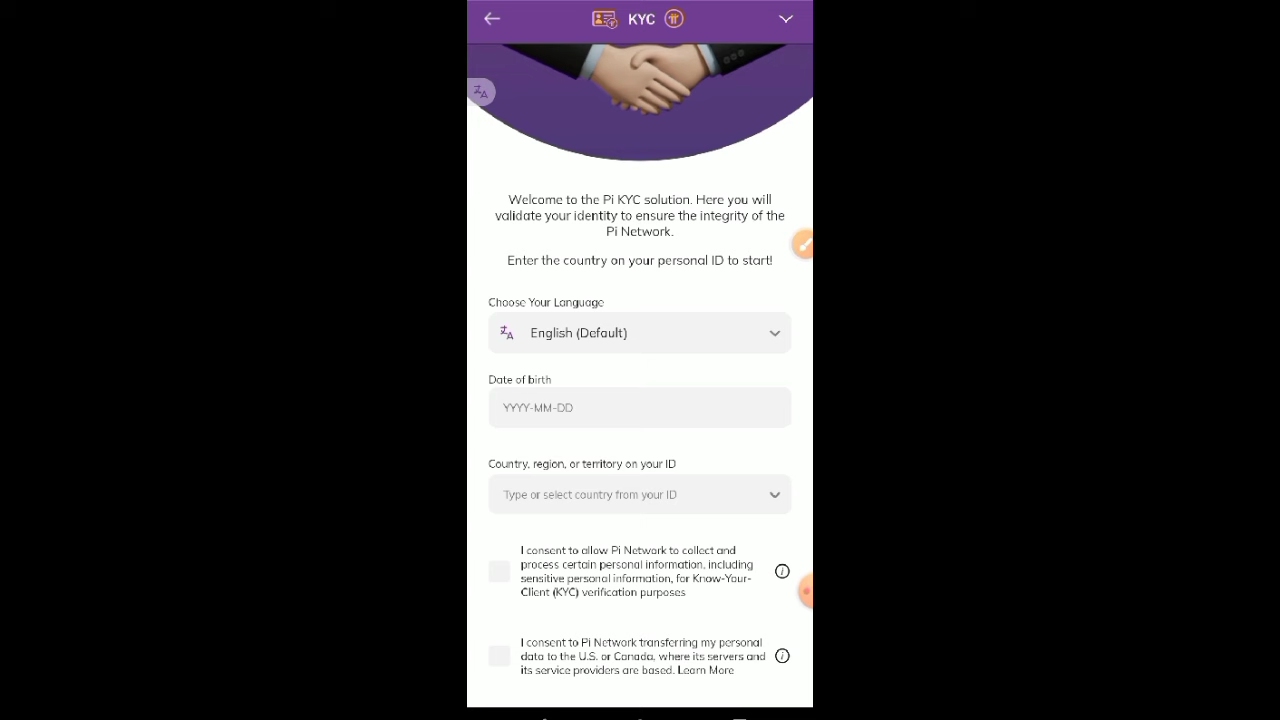 KYC
Welcome to the Pi KYC solution. Here you will
validate your identity to ensure the integrity of the
Pi Network.
Enter the country on your personal ID to start!
Choose Your Language
English (Default)
Date of birth
YYYY-MM-DD
Country, region, or territory on your ID
Type or select country from your ID
I consent to allow Pi Network to collect and
process certain personal information, including
sensitive personal information, for Know-Your-
Client (KYC) verification purposes
I consent to Pi Network transferring my personal
data to the U.S. or Canada, where its servers and
its service providers are based. Learn More